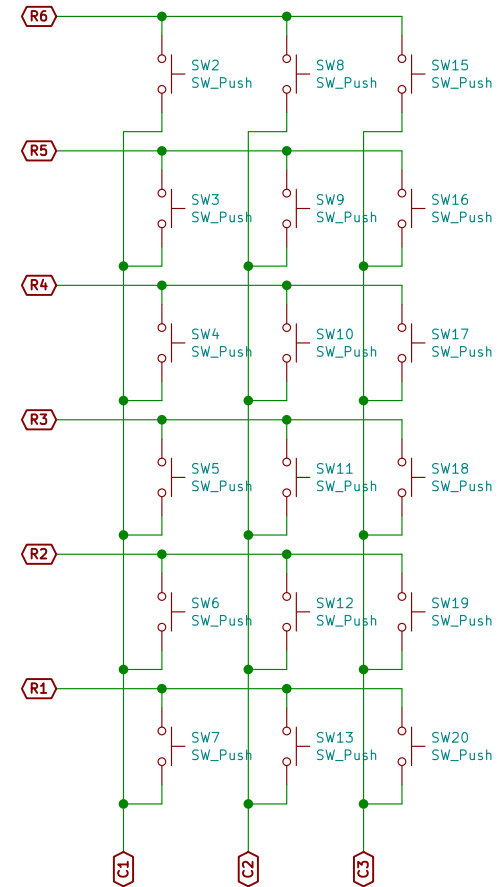 R6
SW2
SW_Push
SW8
SW_Push
SW15
SW_Push
R5
SW3
SW_Push
SW9
SW_Push
SW16
SW_Push
R4
SW4
SW_Push
SW10
SW_Push
SW17
SW_Push
R3
SW5
SW_Push
SW11
SW_Push
SW18
SW_Push
R2
SW6
SW_Push
SW12
SW_Push
SW19
SW_Push
R1
SW7
SW_Push
SW13
SW_Push
SW20
SW_Push
C1
C2
C3